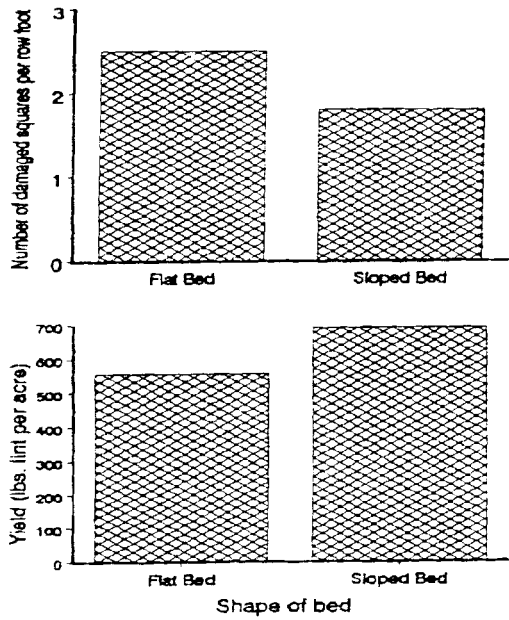 Number of damaged squares per row foot
3
2
1
0
Flat Bed
Sloped Bed
Yield (lbs. lint per acre)
700
600
500
400
300
200
100
0
Flat Bed
Sloped Bed
Shape of bed